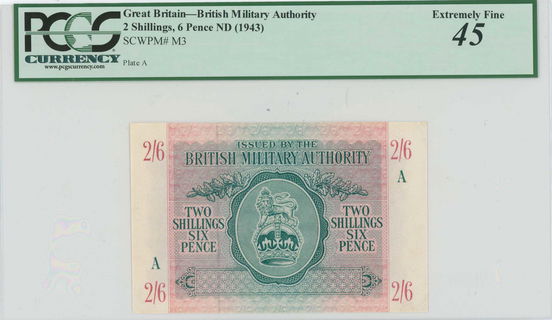 PCGS
CURRENCY
www.pcgscurrency.com
Great Britain—British Military Authority
2 Shillings, 6 Pence ND (1943)
SCWPM# M3
Plate A
Extremely Fine
45
ISSUED BY THE
BRITISH MILITARY AUTHORITY
2/6
2/6
A
TWO
SHILLINGS
SIX
PENCE
TWO
SHILLINGS
SIX
PENCE
A
2/6
2/6